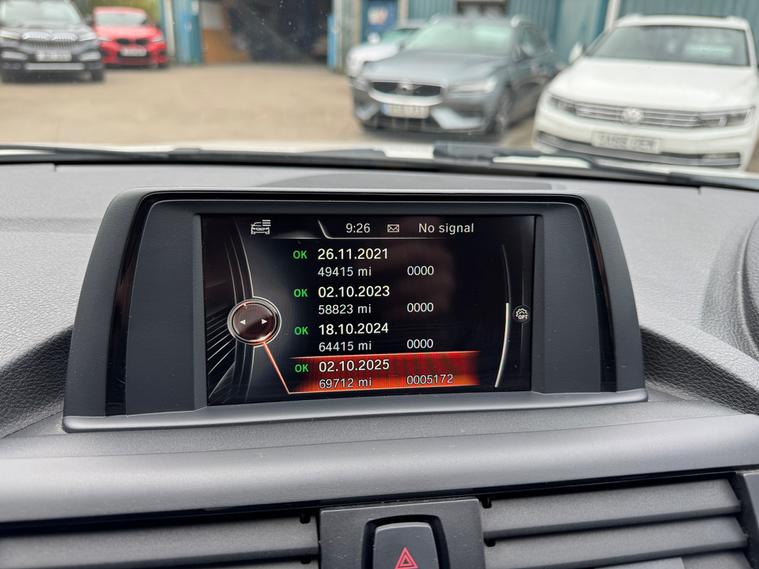 9:26 No signal
OK 26.11.2021
49415 mi 0000
OK 02.10.2023
58823 mi 0000
OK 18.10.2024
64415 mi 0000
OK 02.10.2025
69712 mi 0005172
OPT